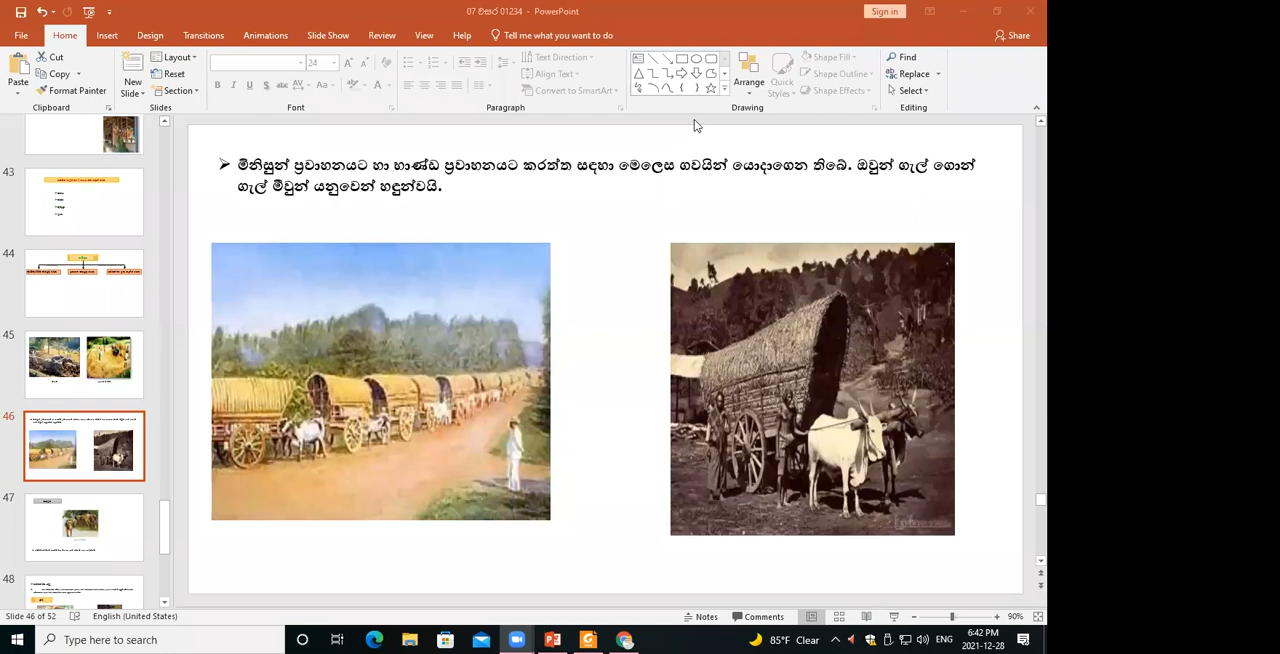 07 වසර 01234 - PowerPoint
Sign in
File Home Insert Design Transitions Animations Slide Show Review View Help Tell me what you want to do Share
Cut
Copy
Format Painter
Paste
Clipboard
New Slide
Layout
Reset
Section
Slides
24
Font
Text Direction
Align Text
Convert to SmartArt
Paragraph
Arrange
Quick Styles
Shape Fill
Shape Outline
Shape Effects
Drawing
Find
Replace
Select
Editing
43
44
45
46
47
48
මිනිසුන් ප්‍රවාහනයට හා භාණ්ඩ ප්‍රවාහනයට කරත්ත සඳහා මෙලෙස ගවයින් යොදාගෙන තිබේ. ඔවුන් ගැල් ගොන්
ගැල් මීවුන් යනුවෙන් හඳුන්වයි.
Slide 46 of 52 English (United States) Notes Comments 90%
Type here to search 85°F Clear ENG 6:42 PM
2021-12-28